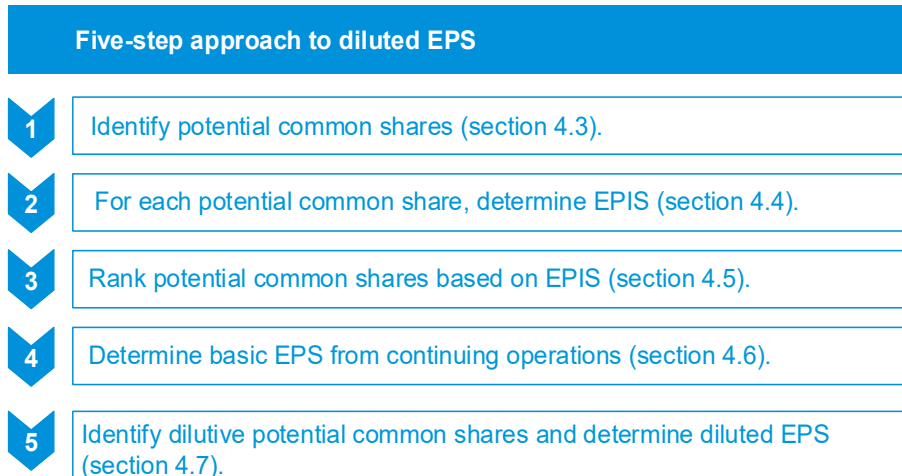 Five-step approach to diluted EPS
1
Identify potential common shares (section 4.3).
2
For each potential common share, determine EPIS (section 4.4).
3
Rank potential common shares based on EPIS (section 4.5).
4
Determine basic EPS from continuing operations (section 4.6).
5
Identify dilutive potential common shares and determine diluted EPS
(section 4.7).